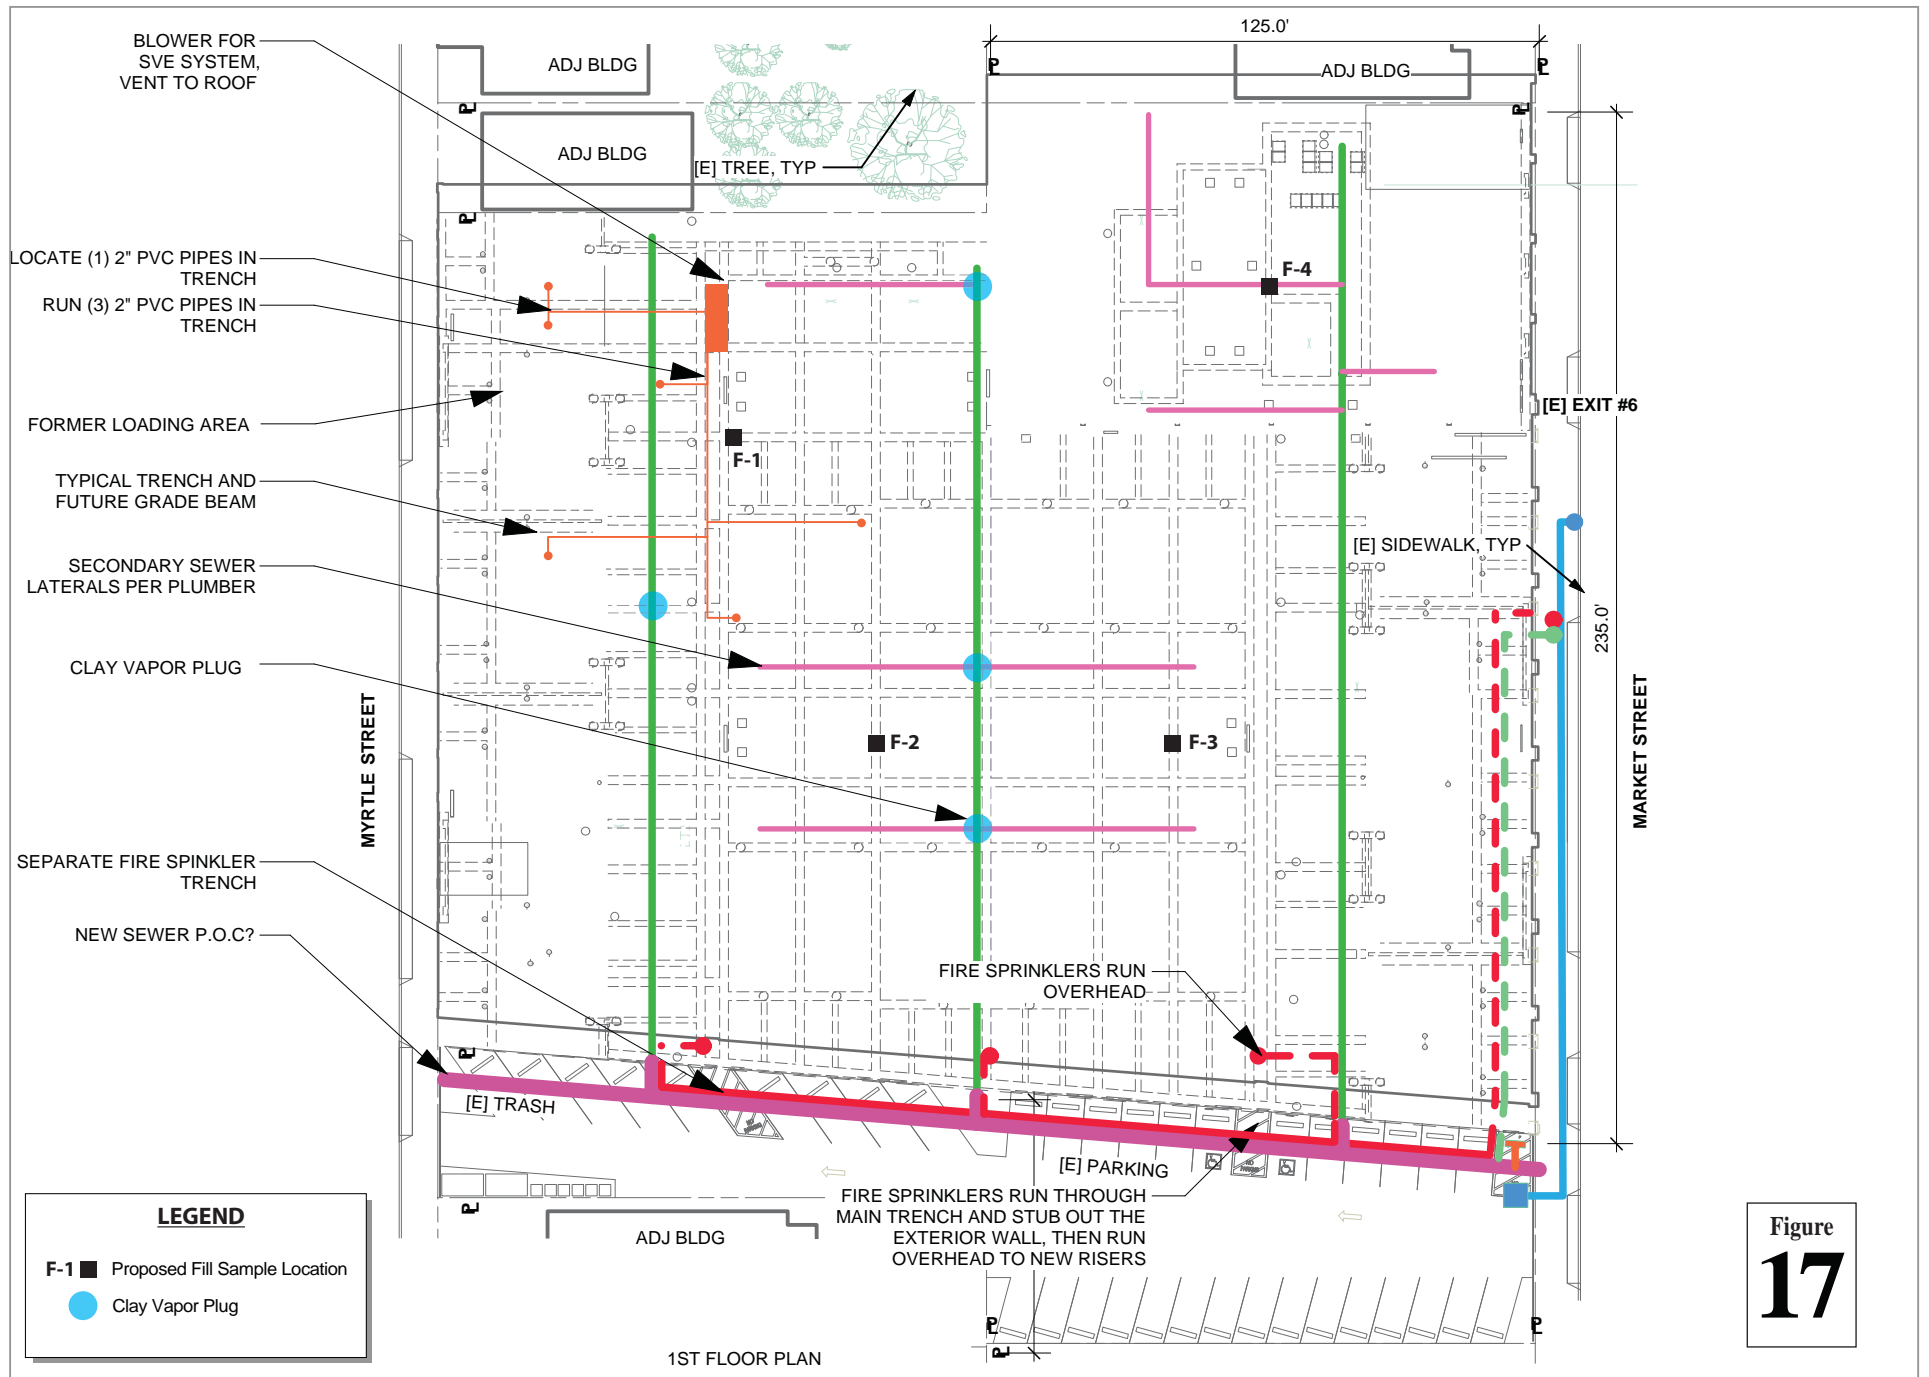 125.0'
BLOWER FOR
SVE SYSTEM,
VENT TO ROOF
ADJ BLDG
ADJ BLDG
ADJ BLDG
[E] TREE, TYP
LOCATE (1) 2" PVC PIPES IN
TRENCH
RUN (3) 2" PVC PIPES IN
TRENCH
F-4
FORMER LOADING AREA
[E] EXIT #6
F-1
TYPICAL TRENCH AND
FUTURE GRADE BEAM
[E] SIDEWALK, TYP
SECONDARY SEWER
LATERALS PER PLUMBER
235.0'
CLAY VAPOR PLUG
MYRTLE STREET
MARKET STREET
F-2
F-3
SEPARATE FIRE SPINKLER
TRENCH
NEW SEWER P.O.C?
FIRE SPRINKLERS RUN
OVERHEAD
[E] TRASH
[E] PARKING
FIRE SPRINKLERS RUN THROUGH
MAIN TRENCH AND STUB OUT THE
EXTERIOR WALL, THEN RUN
OVERHEAD TO NEW RISERS
ADJ BLDG
LEGEND
F-1 Proposed Fill Sample Location
Clay Vapor Plug
1ST FLOOR PLAN
Figure
17